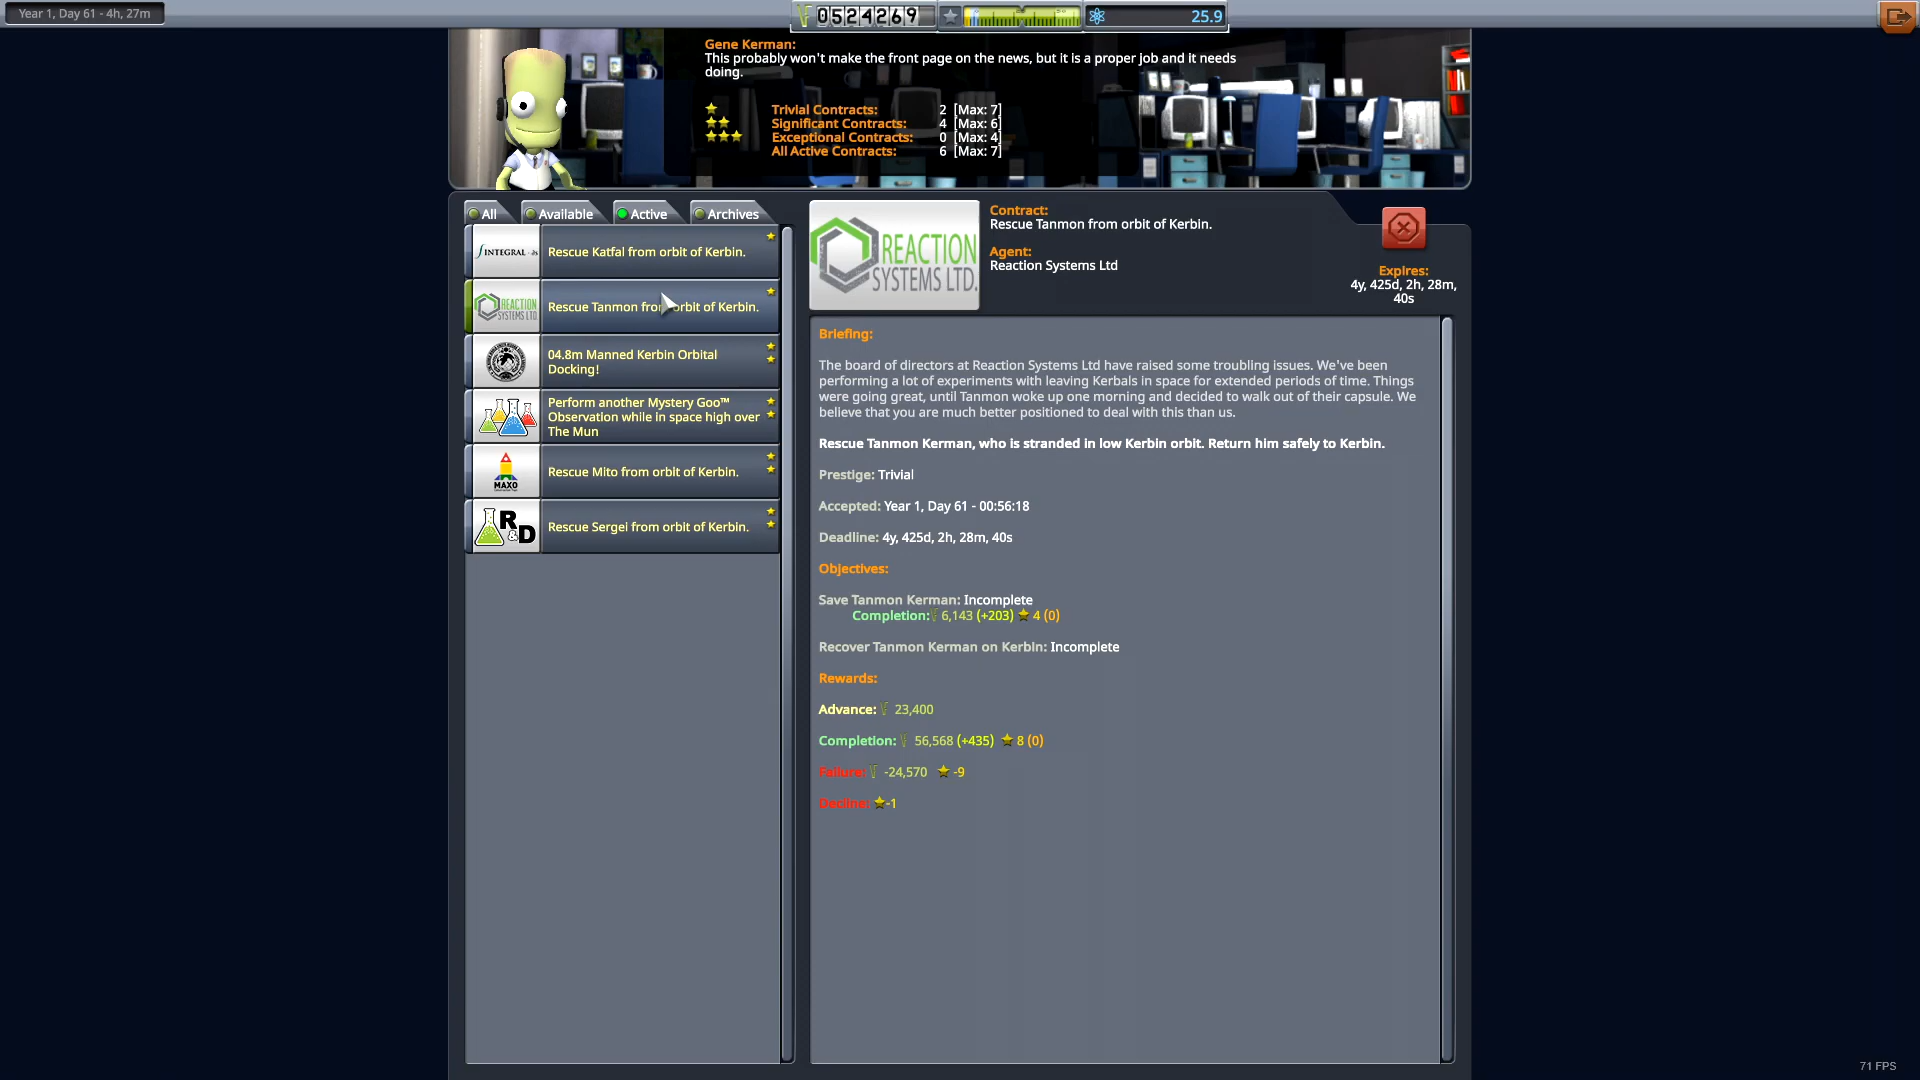 Year 1, Day 61 - 4h, 27m
0524269
25.9
Gene Kerman:
This probably won't make the front page on the news, but it is a proper job and it needs
doing.
Trivial Contracts: 2 [Max: 7]
Significant Contracts: 4 [Max: 6]
Exceptional Contracts: 0 [Max: 4]
All Active Contracts: 6 [Max: 7]
All Available Active Archives
INTEGRAL
Rescue Katfal from orbit of Kerbin.
REACTION
SYSTEMS LTD
Rescue Tanmon from orbit of Kerbin.
04.8m Manned Kerbin Orbital
Docking!
Perform another Mystery Goo™
Observation while in space high over
The Mun
MAXO
Rescue Mito from orbit of Kerbin.
R&D
Rescue Sergei from orbit of Kerbin.
REACTION
SYSTEMS LTD.
Contract:
Rescue Tanmon from orbit of Kerbin.
Agent:
Reaction Systems Ltd
Expires:
4y, 425d, 2h, 28m,
40s
Briefing:
The board of directors at Reaction Systems Ltd have raised some troubling issues. We've been
performing a lot of experiments with leaving Kerbals in space for extended periods of time. Things
were going great, until Tanmon woke up one morning and decided to walk out of their capsule. We
believe that you are much better positioned to deal with this than us.
Rescue Tanmon Kerman, who is stranded in low Kerbin orbit. Return him safely to Kerbin.
Prestige: Trivial
Accepted: Year 1, Day 61 - 00:56:18
Deadline: 4y, 425d, 2h, 28m, 40s
Objectives:
Save Tanmon Kerman: Incomplete
Completion: 6,143 (+203) 4 (0)
Recover Tanmon Kerman on Kerbin: Incomplete
Rewards:
Advance: 23,400
Completion: 56,568 (+435) 8 (0)
Failure: -24,570 -9
Decline: -1
71 FPS